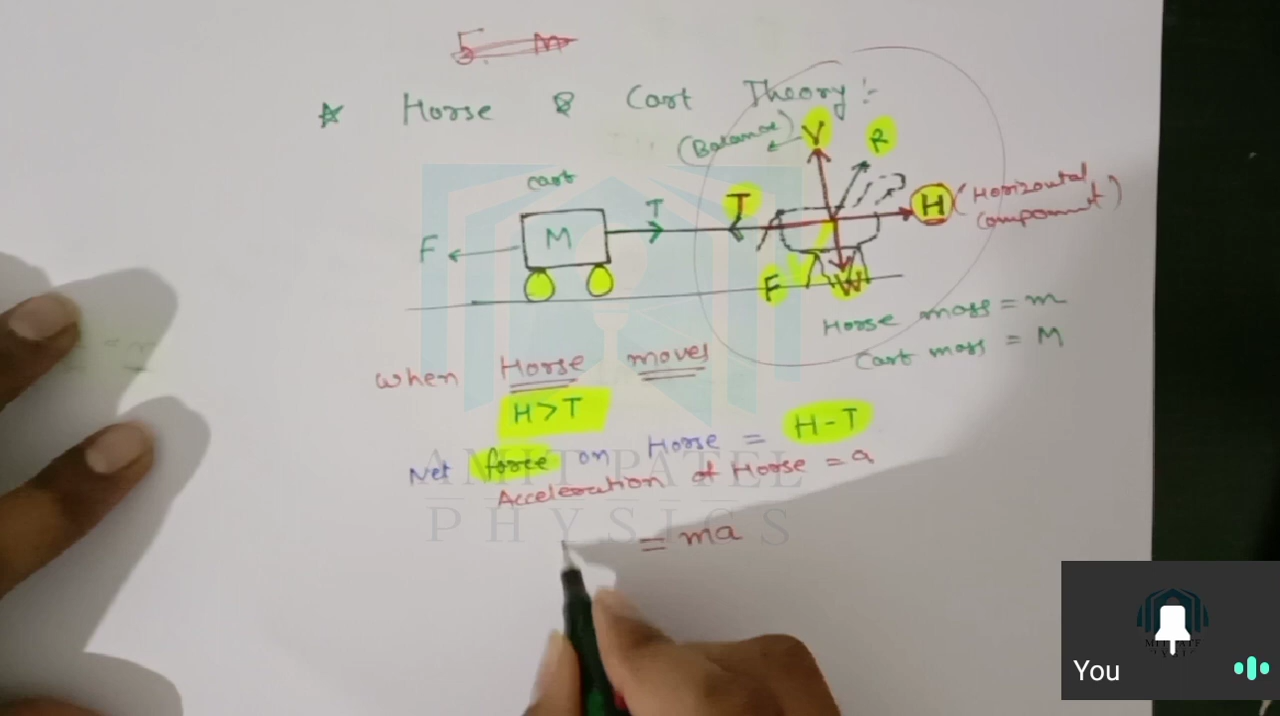 ☆ Horse & Cart Theory :-
(Balance) V R
cart
T T H (Horizontal
component)
F M
F W
Horse mass = m
Cart mass = M
When Horse moves
H > T
Net force on Horse = H - T
Acceleration of Horse = a
= ma
AMIT PATEL
PHYSICS
You